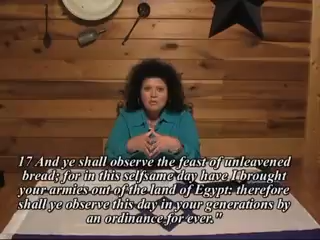 17 And ye shall observe the feast of unleavened
bread; for in this selfsame day have I brought
your armies out of the land of Egypt: therefore
shall ye observe this day in your generations by
an ordinance for ever."